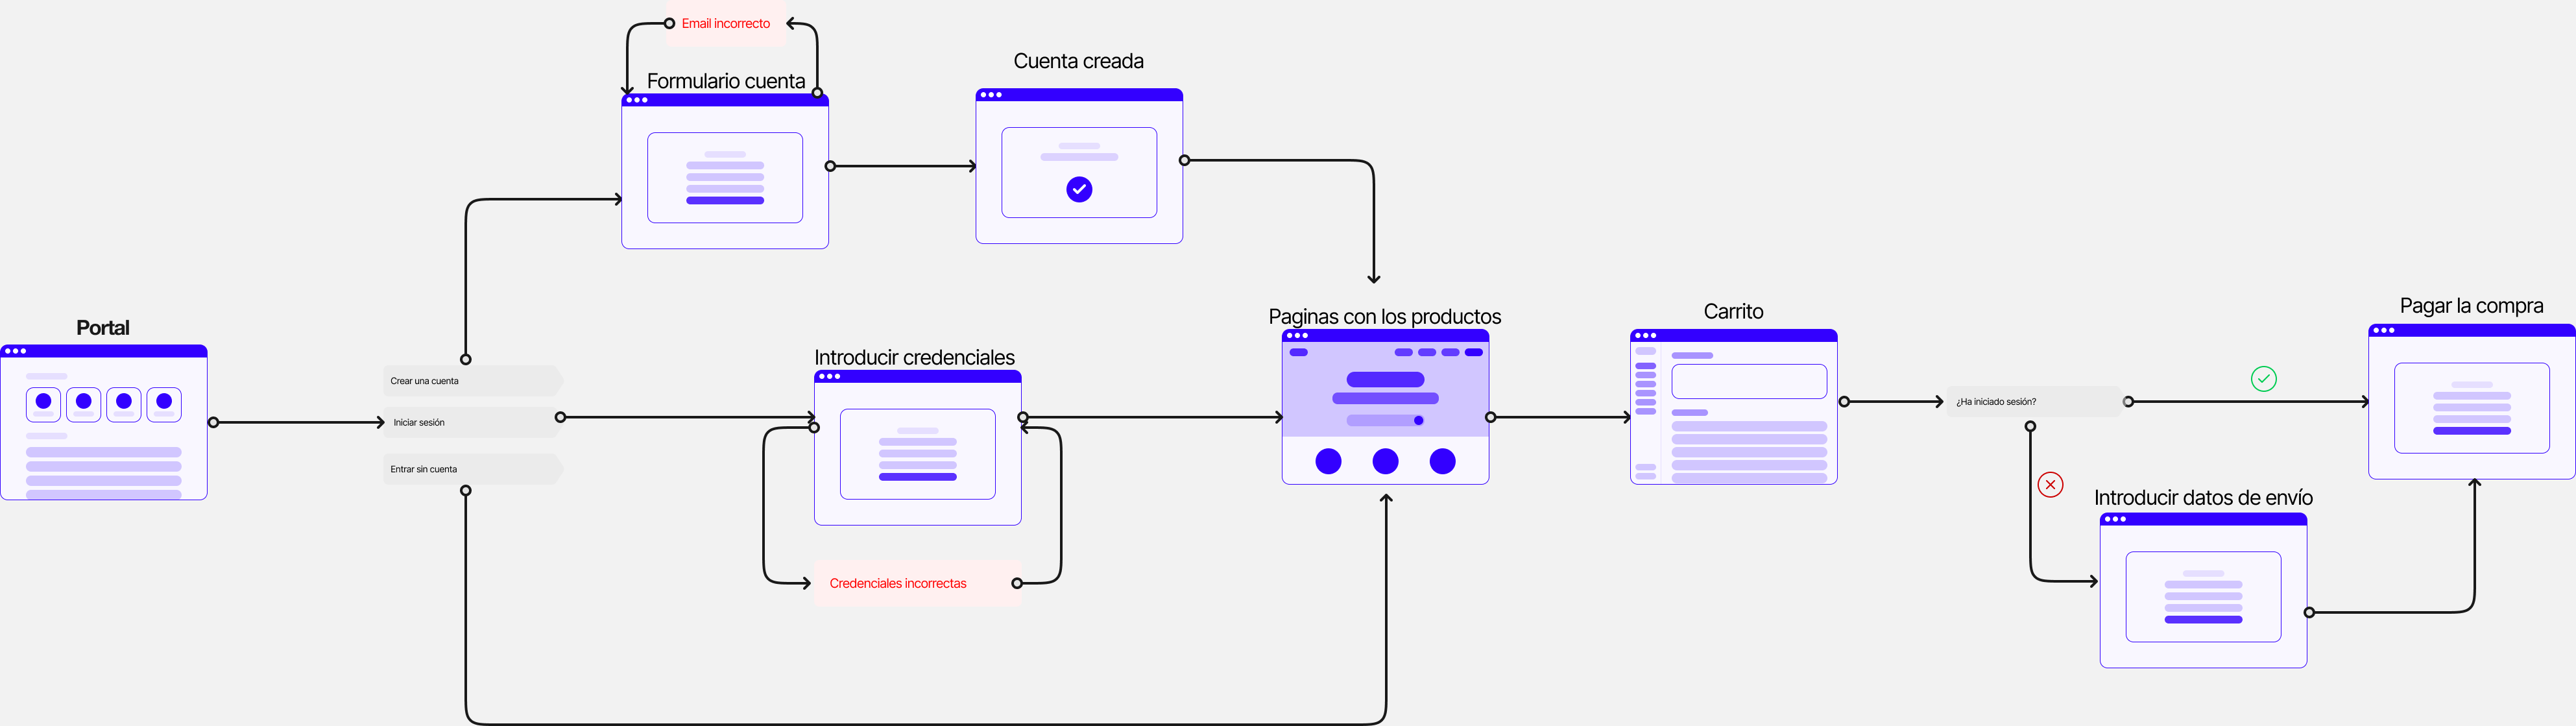 Email incorrecto
Formulario cuenta
Cuenta creada
Portal
Crear una cuenta
Iniciar sesión
Entrar sin cuenta
Introducir credenciales
Credenciales incorrectas
Paginas con los productos
Carrito
¿Ha iniciado sesión?
Introducir datos de envío
Pagar la compra